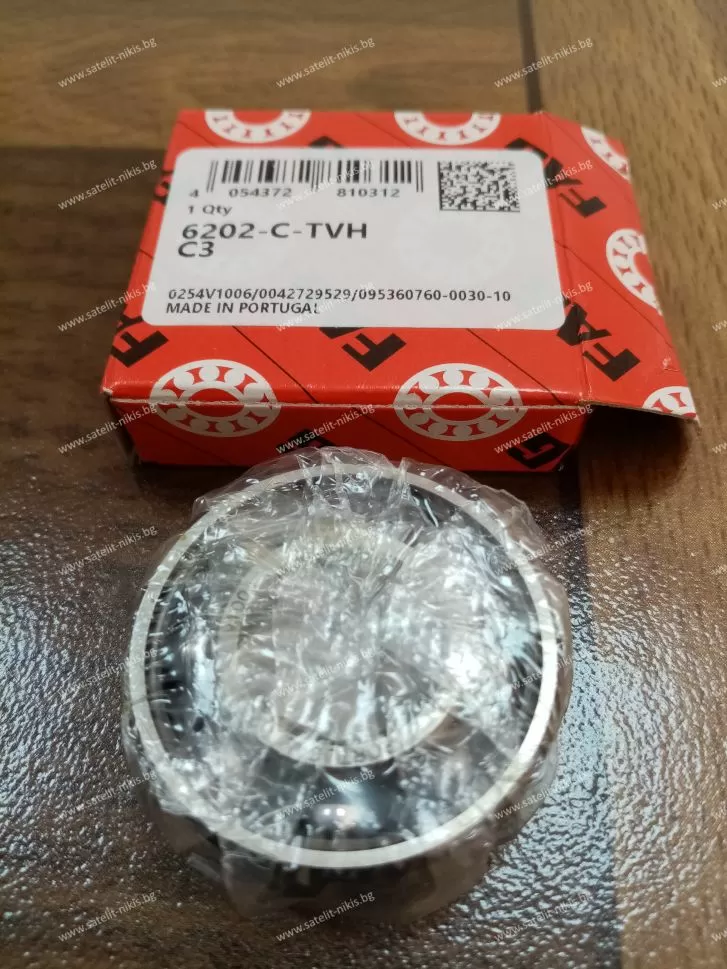 4 054372 810312
1 Qty
6202-C-TVH
C3
0254V1006/0042729529/095360760-0030-10
MADE IN PORTUGAL
FAG
www.satelit-nikis.bg